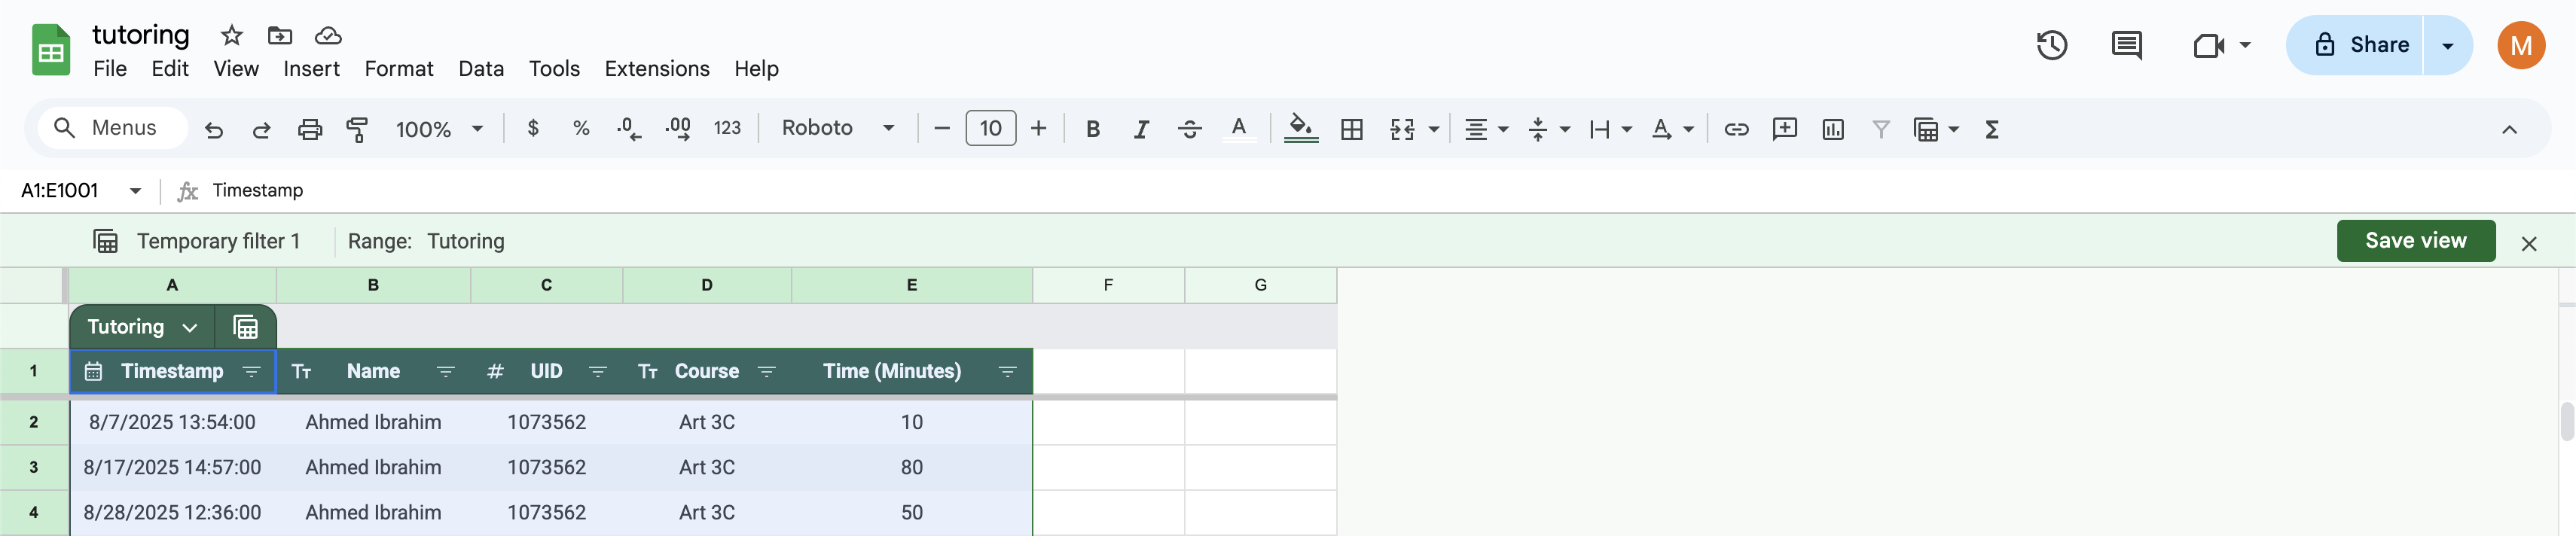 tutoring
File Edit View Insert Format Data Tools Extensions Help
Share
M
Menus 100% $ % .0 .00 123 Roboto 10 B I S A Σ
A1:E1001 fx Timestamp
Temporary filter 1 Range: Tutoring Save view
A B C D E F G
Tutoring
1 Timestamp Tт Name # UID Tт Course Time (Minutes)
2 8/7/2025 13:54:00 Ahmed Ibrahim 1073562 Art 3C 10
3 8/17/2025 14:57:00 Ahmed Ibrahim 1073562 Art 3C 80
4 8/28/2025 12:36:00 Ahmed Ibrahim 1073562 Art 3C 50